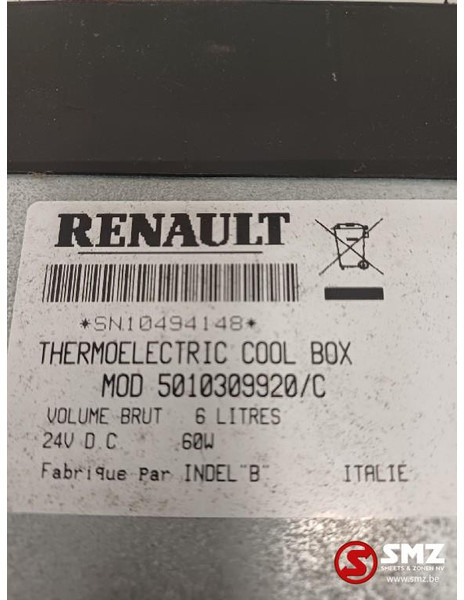 RENAULT
*SN10494148*
THERMOELECTRIC COOL BOX
MOD 5010309920/C
VOLUME BRUT 6 LITRES
24V D.C 60W
Fabrique Par INDEL"B" ITALIE
SMZ
SHEETS & ZONEN NV
www.smz.be